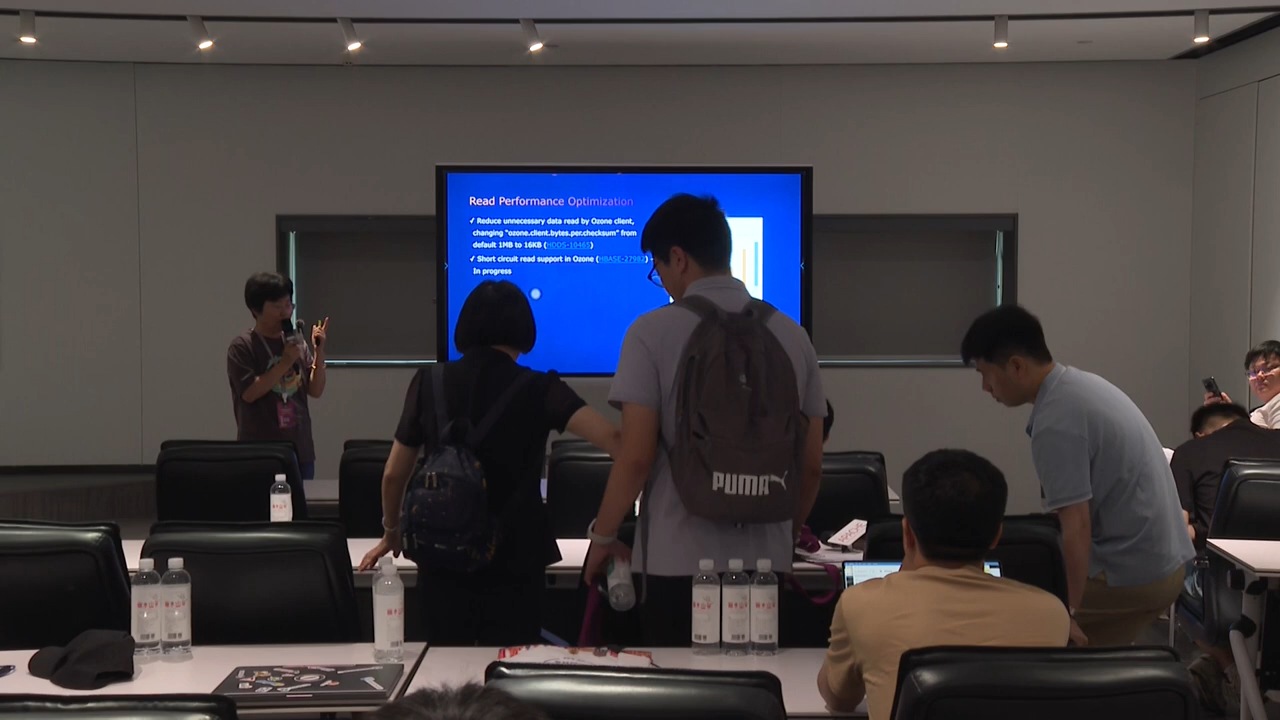 Read Performance Optimization
✓ Reduce unnecessary data read by Ozone client,
changing "ozone.client.bytes.per.checksum" from
default 1MB to 16KB (HDDS-10465)
✓ Short circuit read support in Ozone (HBASE-27982)
In progress
PUMA